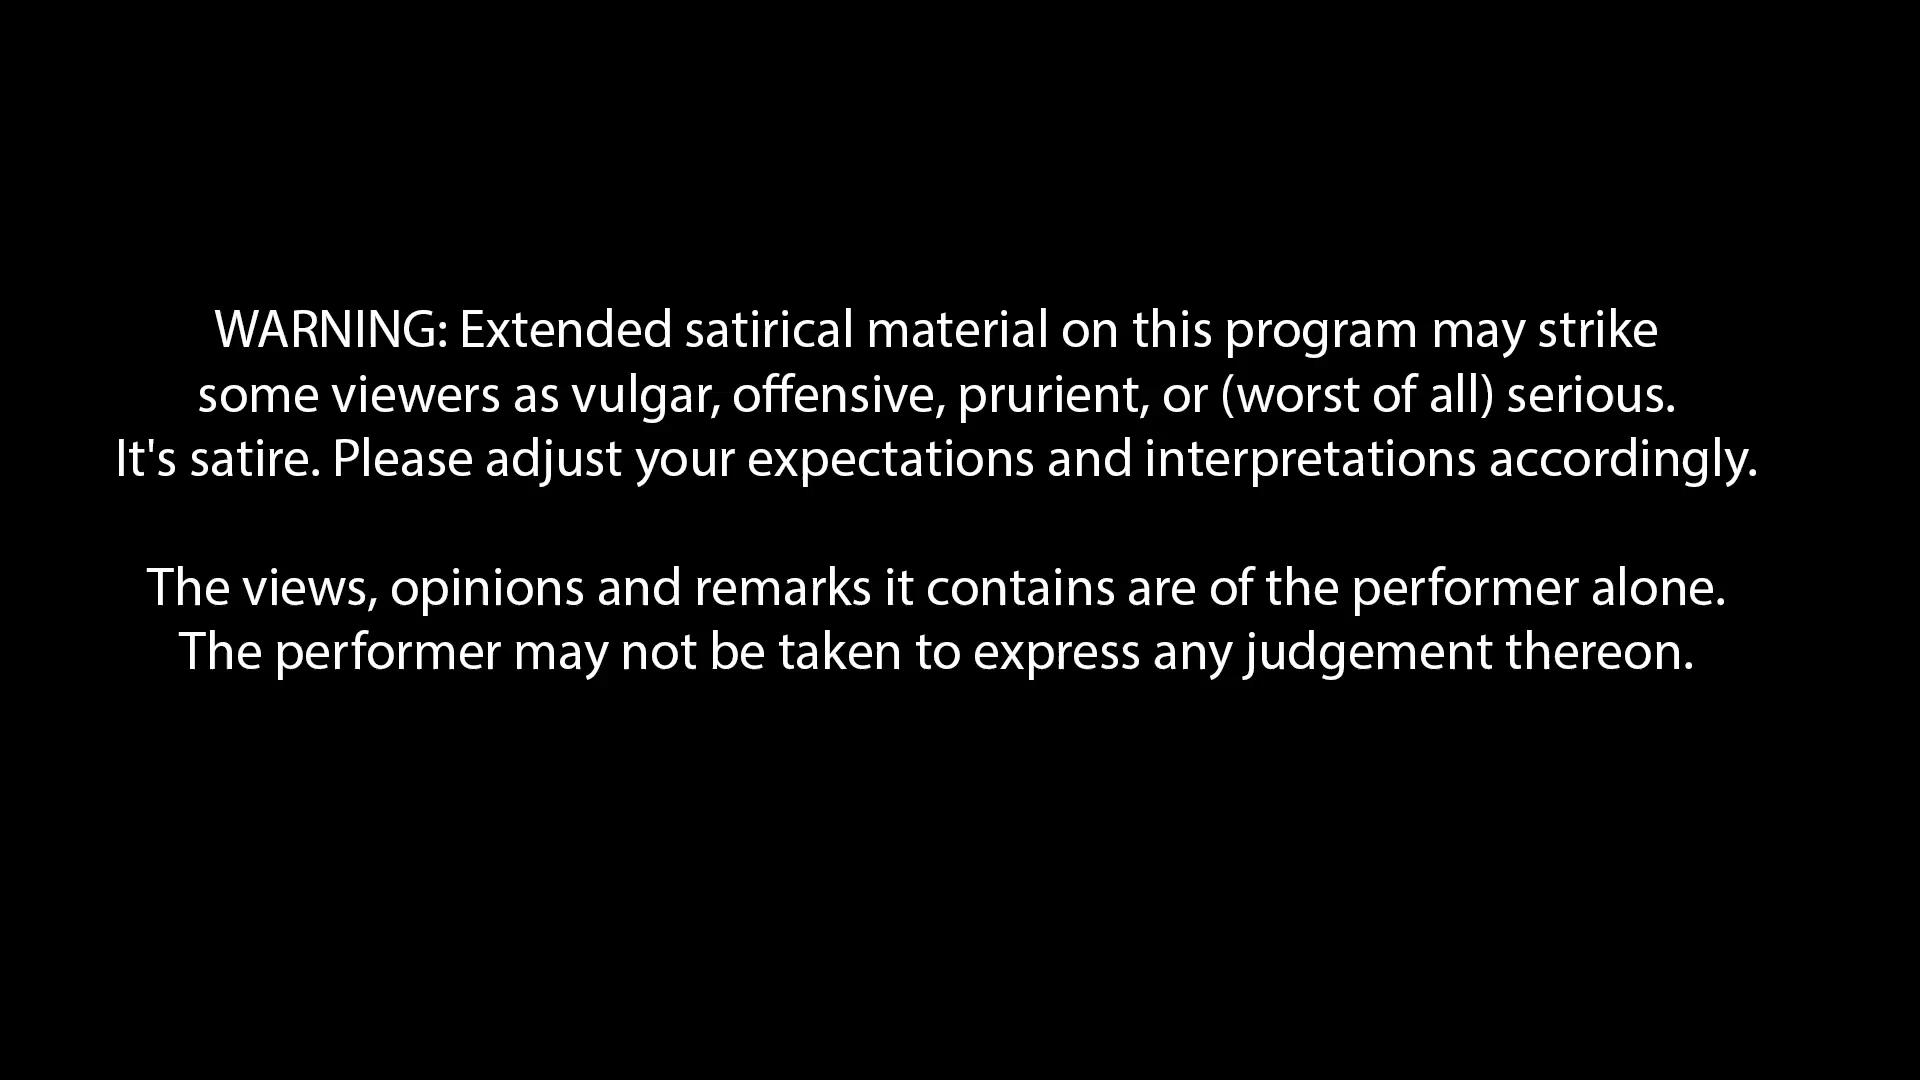 WARNING: Extended satirical material on this program may strike
some viewers as vulgar, offensive, prurient, or (worst of all) serious.
It's satire. Please adjust your expectations and interpretations accordingly.
The views, opinions and remarks it contains are of the performer alone.
The performer may not be taken to express any judgement thereon.